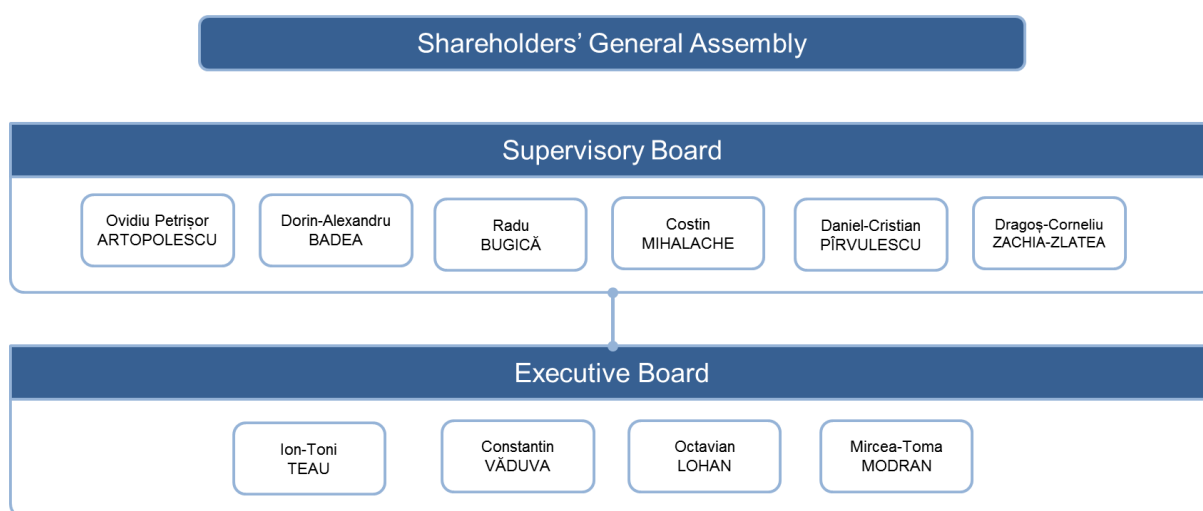 Shareholders’ General Assembly
Supervisory Board
Ovidiu Petrișor
ARTOPOLESCU
Dorin-Alexandru
BADEA
Radu
BUGICĂ
Costin
MIHALACHE
Daniel-Cristian
PÎRVULESCU
Dragoș-Corneliu
ZACHIA-ZLATEA
Executive Board
Ion-Toni
TEAU
Constantin
VĂDUVA
Octavian
LOHAN
Mircea-Toma
MODRAN